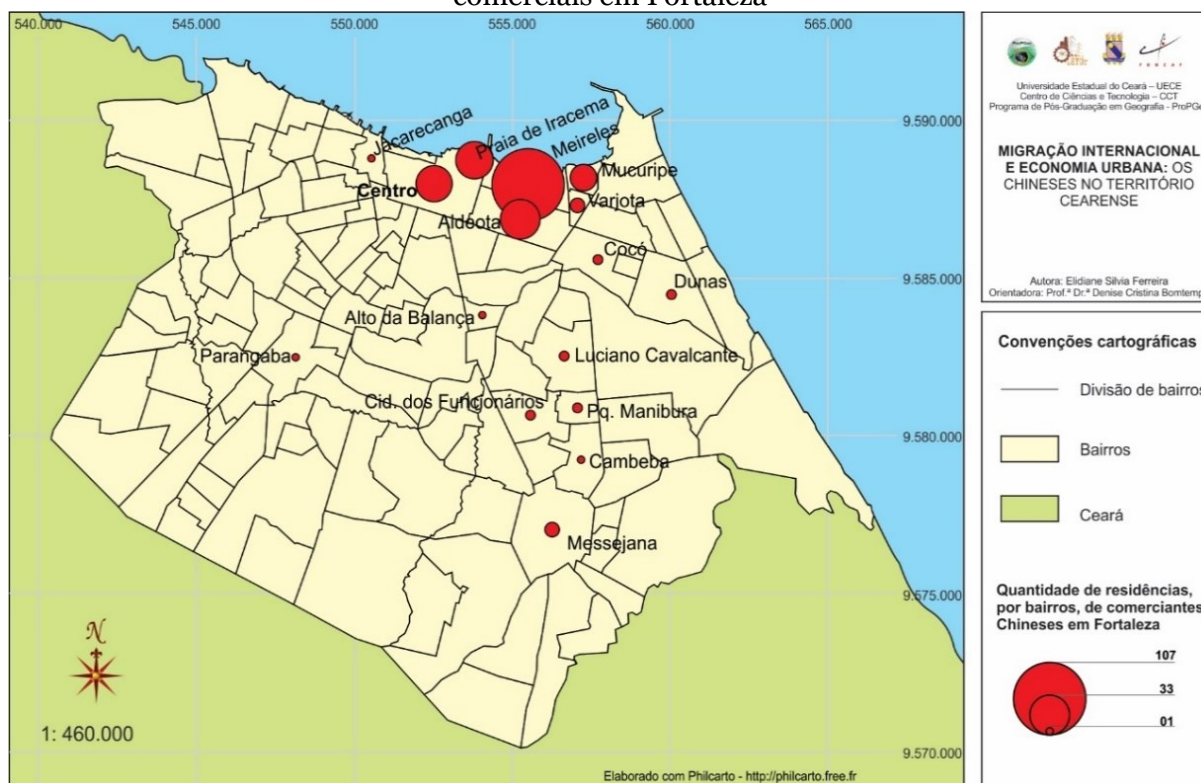 comerciais em Fortaleza
540.000 545.000 550.000 555.000 560.000 565.000
9.590.000
Jacarecanga
Praia de Iracema
Meireles
Mucuripe
Centro
Varjota
Aldeota
Cocó
Dunas
9.585.000
Alto da Balança
Parangaba
Luciano Cavalcante
Cid. dos Funcionários
Pq. Manibura
9.580.000
Cambeba
Messejana
9.575.000
N
1: 460.000
9.570.000
Elaborado com Philcarto - http://philcarto.free.fr
FUNCAP
Universidade Estadual do Ceará – UECE
Centro de Ciências e Tecnologia – CCT
Programa de Pós-Graduação em Geografia - ProPGe
MIGRAÇÃO INTERNACIONAL
E ECONOMIA URBANA: OS
CHINESES NO TERRITÓRIO
CEARENSE
Autora: Elidiane Silvia Ferreira
Orientadora: Prof.ª Dr.ª Denise Cristina Bomtemp
Convenções cartográficas
Divisão de bairros
Bairros
Ceará
Quantidade de residências,
por bairros, de comerciantes
Chineses em Fortaleza
107
33
01